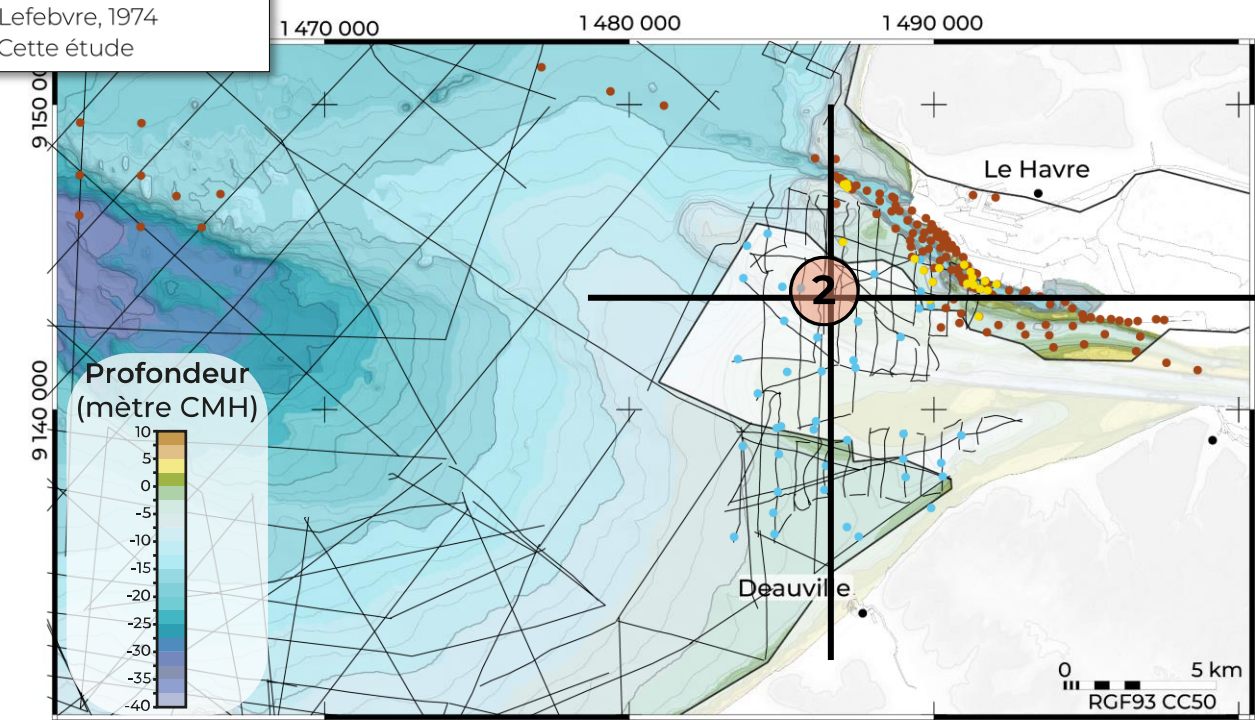 Lefebvre, 1974
Cette étude
1 470 000
1 480 000
1 490 000
9 150 00
9 140 000
Le Havre
2
Deauville
Profondeur
(mètre CMH)
10
5
0
-5
-10
-15
-20
-25
-30
-35
-40
0 5 km
RGF93 CC50